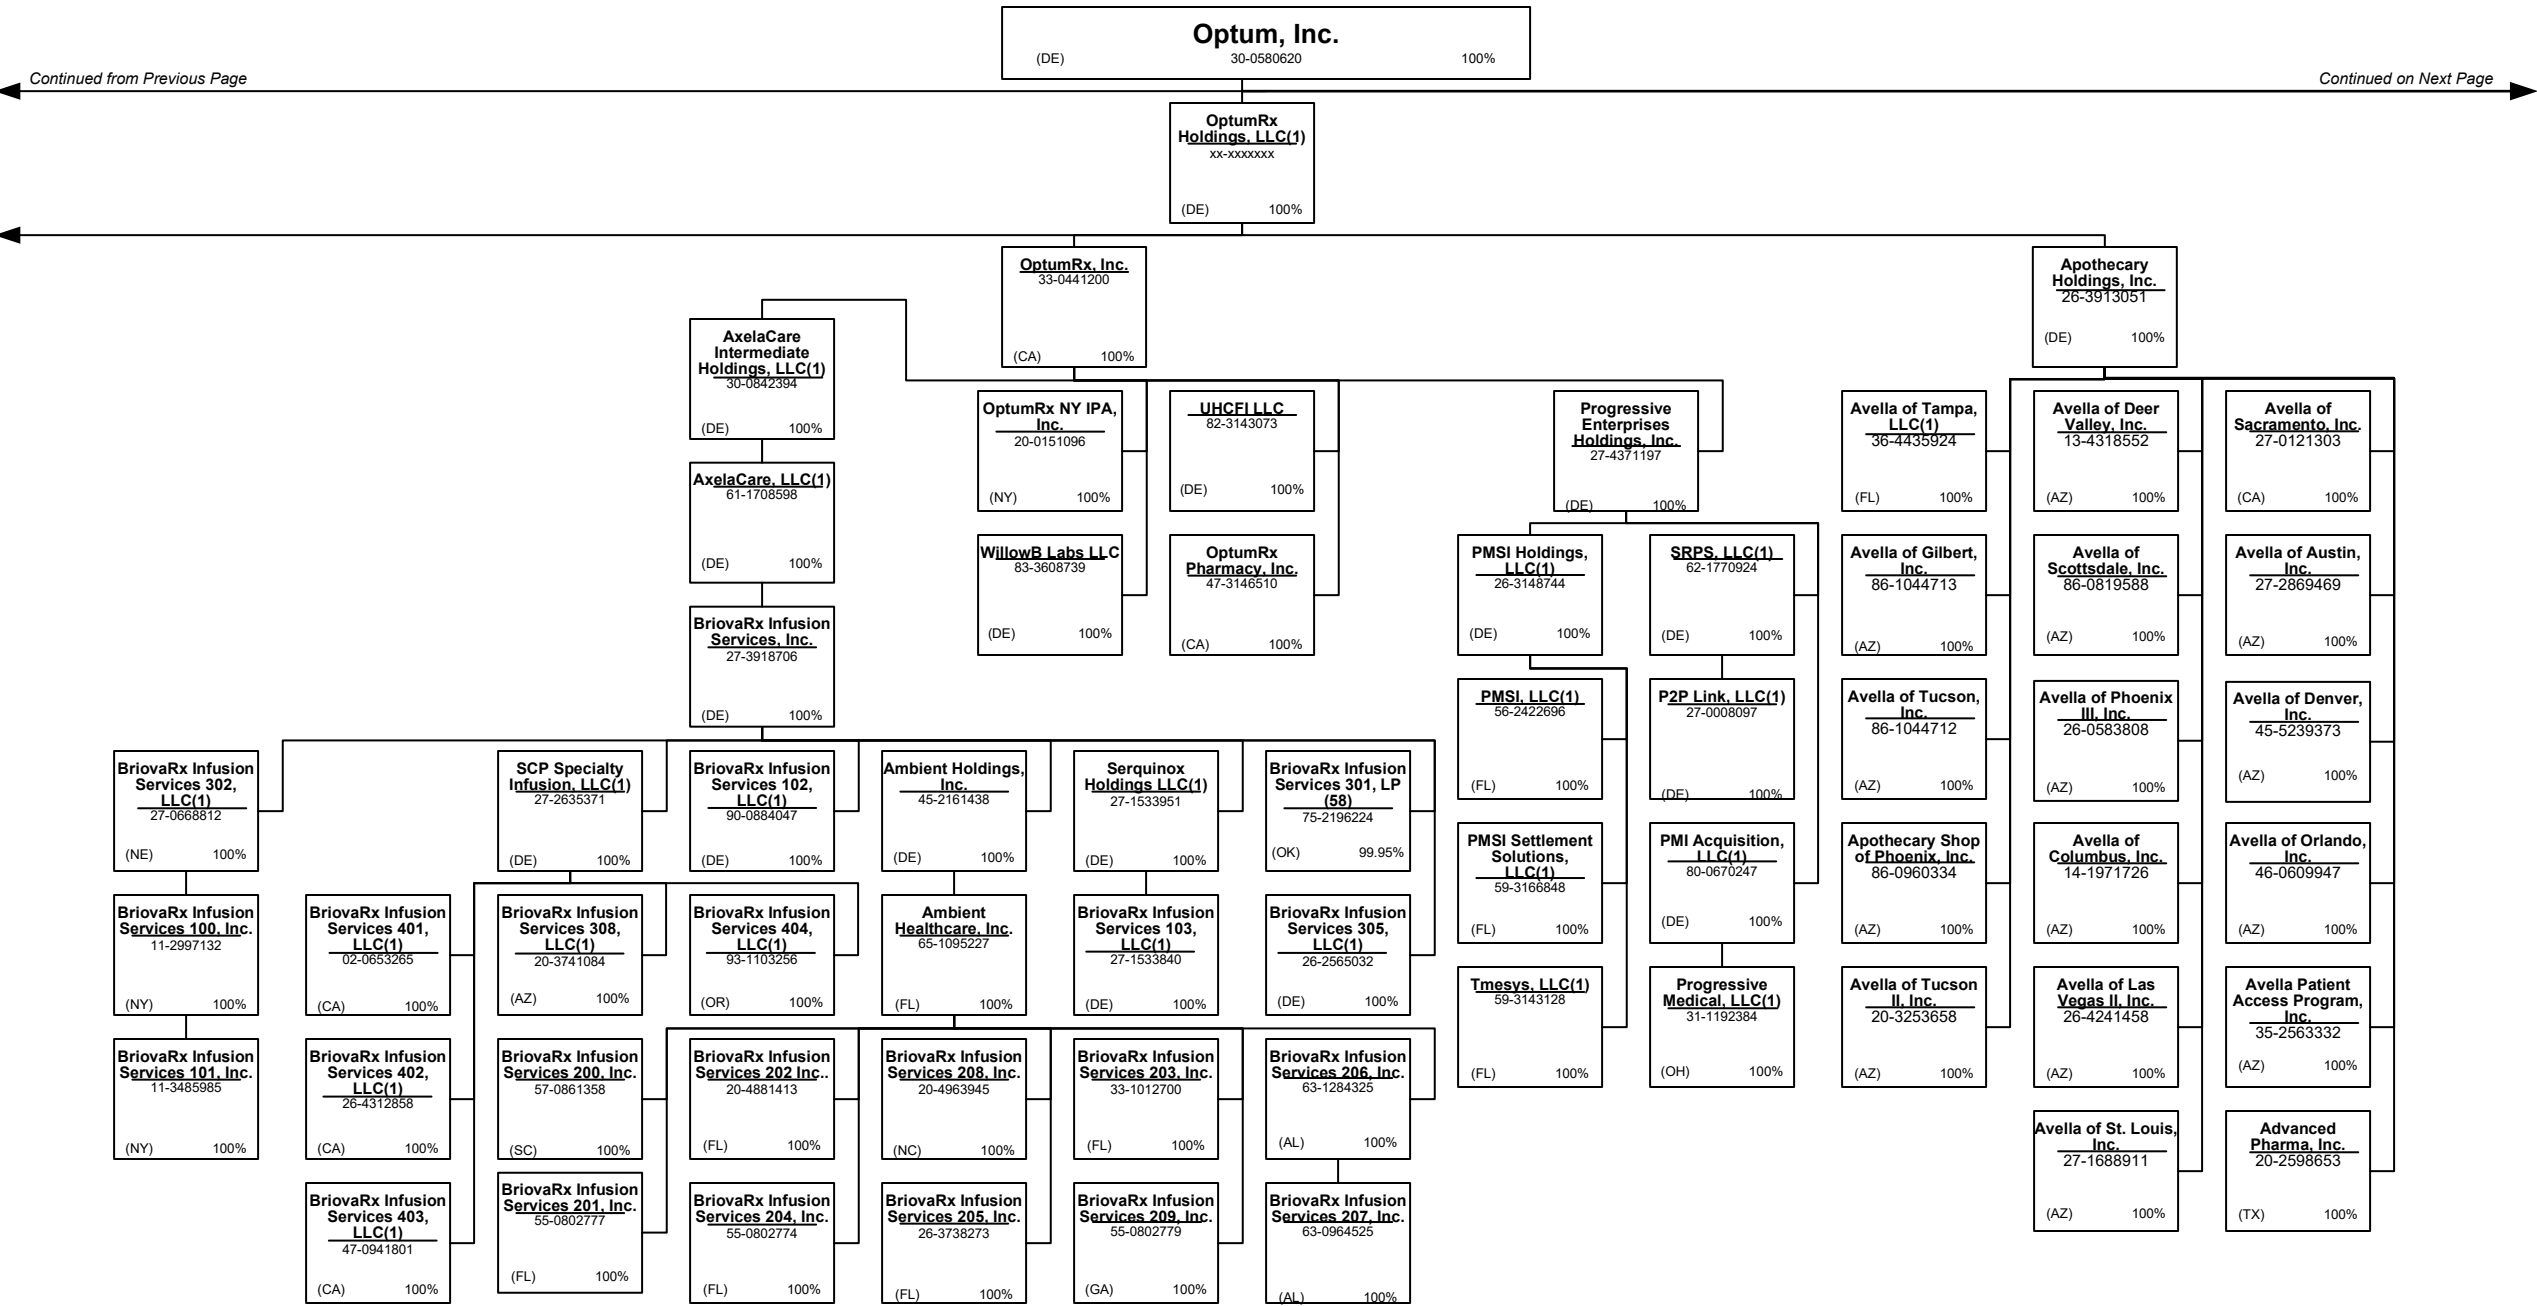 Optum, Inc.
(DE) 30-0580620 100%
Continued from Previous Page
Continued on Next Page
OptumRx
Holdings, LLC(1)
xx-xxxxxxx
(DE) 100%
OptumRx, Inc.
33-0441200
(CA) 100%
Apothecary
Holdings, Inc.
26-3913051
(DE) 100%
AxelaCare
Intermediate
Holdings, LLC(1)
30-0842394
(DE) 100%
AxelaCare, LLC(1)
61-1708598
(DE) 100%
BriovaRx Infusion
Services, Inc.
27-3918706
(DE) 100%
OptumRx NY IPA,
Inc.
20-0151096
(NY) 100%
UHCFI LLC
82-3143073
(DE) 100%
WillowB Labs LLC
83-3608739
(DE) 100%
OptumRx
Pharmacy, Inc.
47-3146510
(CA) 100%
Progressive
Enterprises
Holdings, Inc.
27-4371197
(DE) 100%
PMSI Holdings,
LLC(1)
26-3148744
(DE) 100%
SRPS, LLC(1)
62-1770924
(DE) 100%
PMSI, LLC(1)
56-2422696
(FL) 100%
P2P Link, LLC(1)
27-0008097
(DE) 100%
PMSI Settlement
Solutions,
LLC(1)
59-3166848
(FL) 100%
PMI Acquisition,
LLC(1)
80-0670247
(DE) 100%
Tmesys, LLC(1)
59-3143128
(FL) 100%
Progressive
Medical, LLC(1)
31-1192384
(OH) 100%
Avella of Tampa,
LLC(1)
36-4435924
(FL) 100%
Avella of Deer
Valley, Inc.
13-4318552
(AZ) 100%
Avella of
Sacramento, Inc.
27-0121303
(CA) 100%
Avella of Gilbert,
Inc.
86-1044713
(AZ) 100%
Avella of
Scottsdale, Inc.
86-0819588
(AZ) 100%
Avella of Austin,
Inc.
27-2869469
(AZ) 100%
Avella of Tucson,
Inc.
86-1044712
(AZ) 100%
Avella of Phoenix
III, Inc.
26-0583808
(AZ) 100%
Avella of Denver,
Inc.
45-5239373
(AZ) 100%
Apothecary Shop
of Phoenix, Inc.
86-0960334
(AZ) 100%
Avella of
Columbus, Inc.
14-1971726
(AZ) 100%
Avella of Orlando,
Inc.
46-0609947
(AZ) 100%
Avella of Tucson
II, Inc.
20-3253658
(AZ) 100%
Avella of Las
Vegas II, Inc.
26-4241458
(AZ) 100%
Avella Patient
Access Program,
Inc.
35-2563332
(AZ) 100%
Avella of St. Louis,
Inc.
27-1688911
(AZ) 100%
Advanced
Pharma, Inc.
20-2598653
(TX) 100%
BriovaRx Infusion
Services 302,
LLC(1)
27-0668812
(NE) 100%
SCP Specialty
Infusion, LLC(1)
27-2635371
(DE) 100%
BriovaRx Infusion
Services 102,
LLC(1)
90-0884047
(DE) 100%
Ambient Holdings,
Inc.
45-2161438
(DE) 100%
Serquinox
Holdings LLC(1)
27-1533951
(DE) 100%
BriovaRx Infusion
Services 301, LP
(58)
75-2196224
(OK) 99.95%
BriovaRx Infusion
Services 100, Inc.
11-2997132
(NY) 100%
BriovaRx Infusion
Services 401,
LLC(1)
02-0653265
(CA) 100%
BriovaRx Infusion
Services 308,
LLC(1)
20-3741084
(AZ) 100%
BriovaRx Infusion
Services 404,
LLC(1)
93-1103256
(OR) 100%
Ambient
Healthcare, Inc.
65-1095227
(FL) 100%
BriovaRx Infusion
Services 103,
LLC(1)
27-1533840
(DE) 100%
BriovaRx Infusion
Services 305,
LLC(1)
26-2565032
(DE) 100%
BriovaRx Infusion
Services 101, Inc.
11-3485985
(NY) 100%
BriovaRx Infusion
Services 402,
LLC(1)
26-4312858
(CA) 100%
BriovaRx Infusion
Services 200, Inc.
57-0861358
(SC) 100%
BriovaRx Infusion
Services 202 Inc..
20-4881413
(FL) 100%
BriovaRx Infusion
Services 208, Inc.
20-4963945
(NC) 100%
BriovaRx Infusion
Services 203, Inc.
33-1012700
(FL) 100%
BriovaRx Infusion
Services 206, Inc.
63-1284325
(AL) 100%
BriovaRx Infusion
Services 403,
LLC(1)
47-0941801
(CA) 100%
BriovaRx Infusion
Services 201, Inc.
55-0802777
(FL) 100%
BriovaRx Infusion
Services 204, Inc.
55-0802774
(FL) 100%
BriovaRx Infusion
Services 205, Inc.
26-3738273
(FL) 100%
BriovaRx Infusion
Services 209, Inc.
55-0802779
(GA) 100%
BriovaRx Infusion
Services 207, Inc.
63-0964525
(AL) 100%